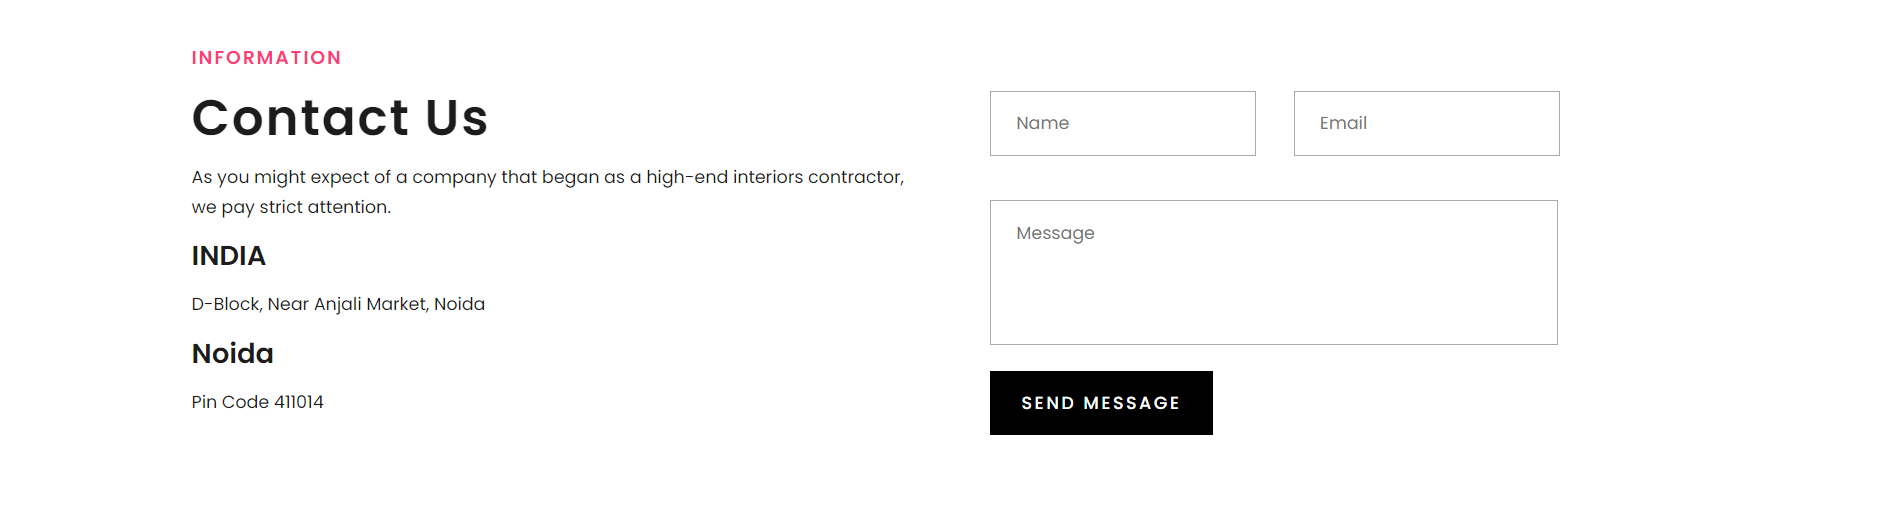 INFORMATION
Contact Us
As you might expect of a company that began as a high-end interiors contractor,
we pay strict attention.
INDIA
D-Block, Near Anjali Market, Noida
Noida
Pin Code 411014
Name
Email
Message
SEND MESSAGE